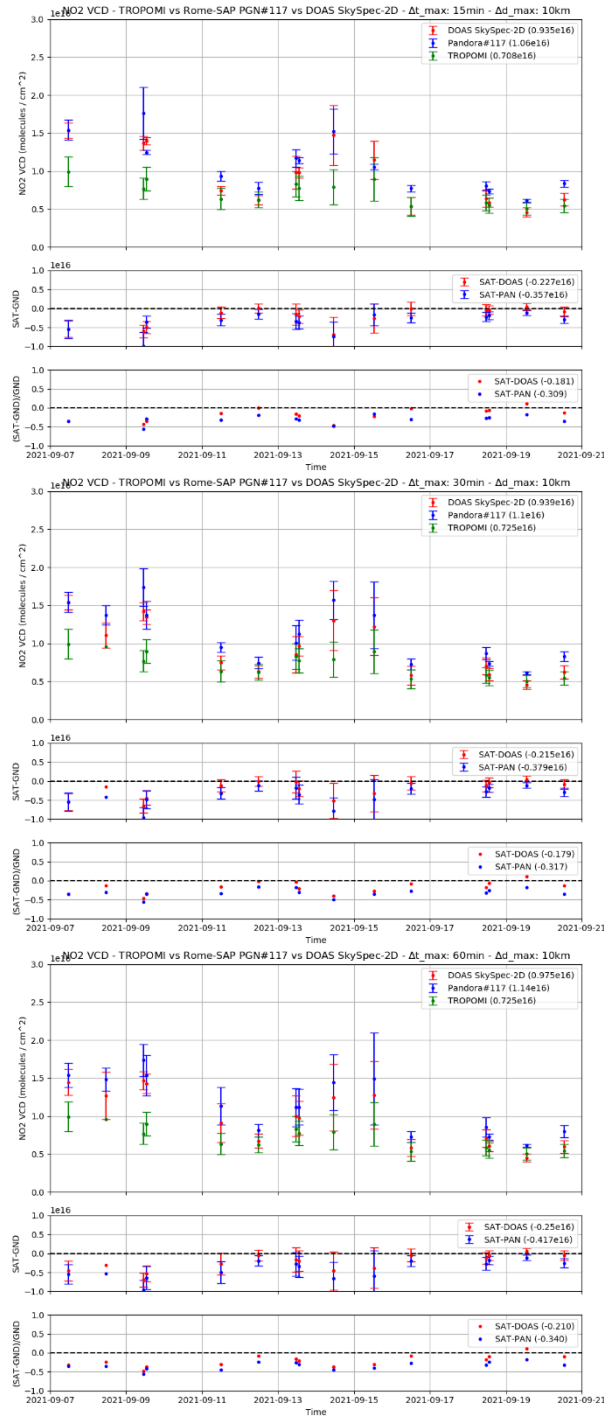 NO2 VCD - TROPOMI vs Rome-SAP PGN#117 vs DOAS SkySpec-2D - Δt_max: 15min - Δd_max: 10km
1e16
3.0
2.5
2.0
1.5
1.0
0.5
0.0
NO2 VCD (molecules / cm^2)
DOAS SkySpec-2D (0.935e16)
Pandora#117 (1.06e16)
TROPOMI (0.708e16)
1e16
1.0
0.5
0.0
−0.5
−1.0
SAT-GND
SAT-DOAS (-0.227e16)
SAT-PAN (-0.357e16)
1.0
0.5
0.0
−0.5
−1.0
(SAT-GND)/GND
SAT-DOAS (-0.181)
SAT-PAN (-0.309)
2021-09-07 2021-09-09 2021-09-11 2021-09-13 2021-09-15 2021-09-17 2021-09-19 2021-09-21
Time
NO2 VCD - TROPOMI vs Rome-SAP PGN#117 vs DOAS SkySpec-2D - Δt_max: 30min - Δd_max: 10km
1e16
3.0
2.5
2.0
1.5
1.0
0.5
0.0
NO2 VCD (molecules / cm^2)
DOAS SkySpec-2D (0.939e16)
Pandora#117 (1.1e16)
TROPOMI (0.725e16)
1e16
1.0
0.5
0.0
−0.5
−1.0
SAT-GND
SAT-DOAS (-0.215e16)
SAT-PAN (-0.379e16)
1.0
0.5
0.0
−0.5
−1.0
(SAT-GND)/GND
SAT-DOAS (-0.179)
SAT-PAN (-0.317)
2021-09-07 2021-09-09 2021-09-11 2021-09-13 2021-09-15 2021-09-17 2021-09-19 2021-09-21
Time
NO2 VCD - TROPOMI vs Rome-SAP PGN#117 vs DOAS SkySpec-2D - Δt_max: 60min - Δd_max: 10km
1e16
3.0
2.5
2.0
1.5
1.0
0.5
0.0
NO2 VCD (molecules / cm^2)
DOAS SkySpec-2D (0.975e16)
Pandora#117 (1.14e16)
TROPOMI (0.725e16)
1e16
1.0
0.5
0.0
−0.5
−1.0
SAT-GND
SAT-DOAS (-0.25e16)
SAT-PAN (-0.417e16)
1.0
0.5
0.0
−0.5
−1.0
(SAT-GND)/GND
SAT-DOAS (-0.210)
SAT-PAN (-0.340)
2021-09-07 2021-09-09 2021-09-11 2021-09-13 2021-09-15 2021-09-17 2021-09-19 2021-09-21
Time